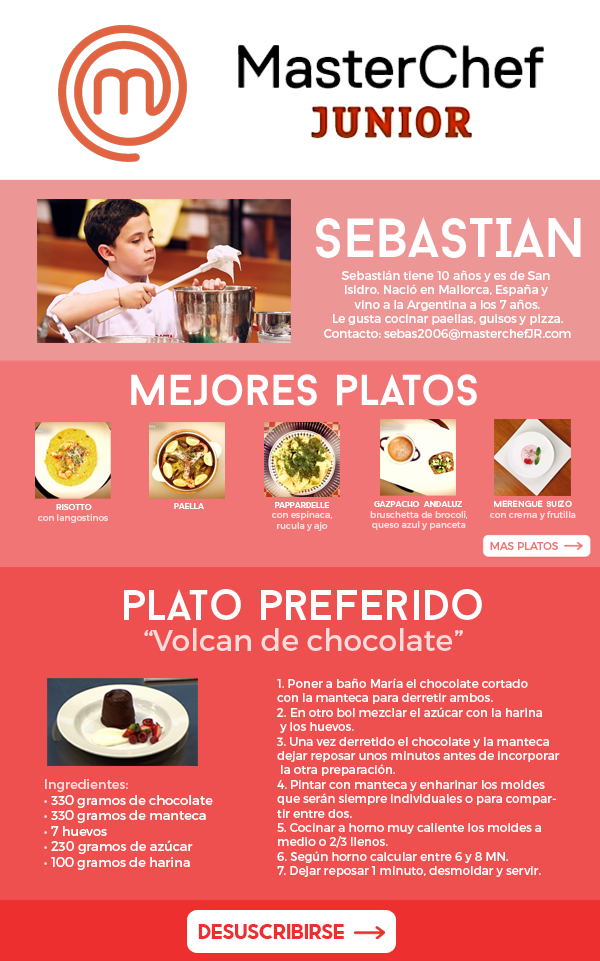 m
MasterChef
JUNIOR
SEBASTIAN
Sebastián tiene 10 años y es de San
Isidro. Nació en Mallorca, España y
vino a la Argentina a los 7 años.
Le gusta cocinar paellas, guisos y pizza.
Contacto: sebas2006@masterchefJR.com
MEJORES PLATOS
RISOTTO
con langostinos
PAELLA
PAPPARDELLE
con espinaca,
rucula y ajo
GAZPACHO ANDALUZ
bruschetta de brocoli,
queso azul y panceta
MERENGUE SUIZO
con crema y frutilla
MAS PLATOS
PLATO PREFERIDO
“Volcan de chocolate”
Ingredientes:
• 330 gramos de chocolate
• 330 gramos de manteca
• 7 huevos
• 230 gramos de azúcar
• 100 gramos de harina
1. Poner a baño María el chocolate cortado
con la manteca para derretir ambos.
2. En otro bol mezclar el azúcar con la harina
y los huevos.
3. Una vez derretido el chocolate y la manteca
dejar reposar unos minutos antes de incorporar
la otra preparación.
4. Pintar con manteca y enharinar los moldes
que serán siempre individuales o para compar-
tir entre dos.
5. Cocinar a horno muy caliente los moldes a
medio o 2/3 llenos.
6. Según horno calcular entre 6 y 8 MN.
7. Dejar reposar 1 minuto, desmoldar y servir.
DESUSCRIBIRSE